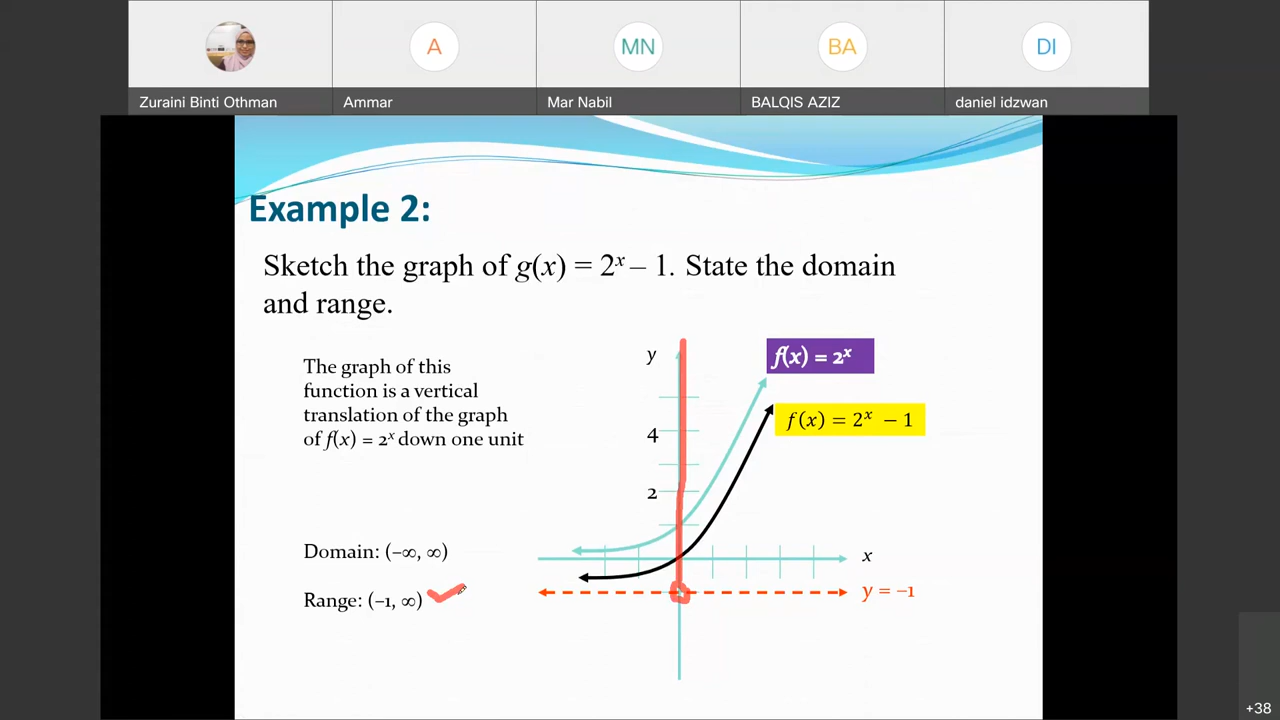 A
MN
BA
DI
Zuraini Binti Othman
Ammar
Mar Nabil
BALQIS AZIZ
daniel idzwan
Example 2:
Sketch the graph of g(x) = 2ˣ – 1. State the domain
and range.
The graph of this
function is a vertical
translation of the graph
of f(x) = 2ˣ down one unit
Domain: (–∞, ∞)
Range: (–1, ∞)
y
f(x) = 2ˣ
f(x) = 2ˣ − 1
4
2
x
y = –1
+38